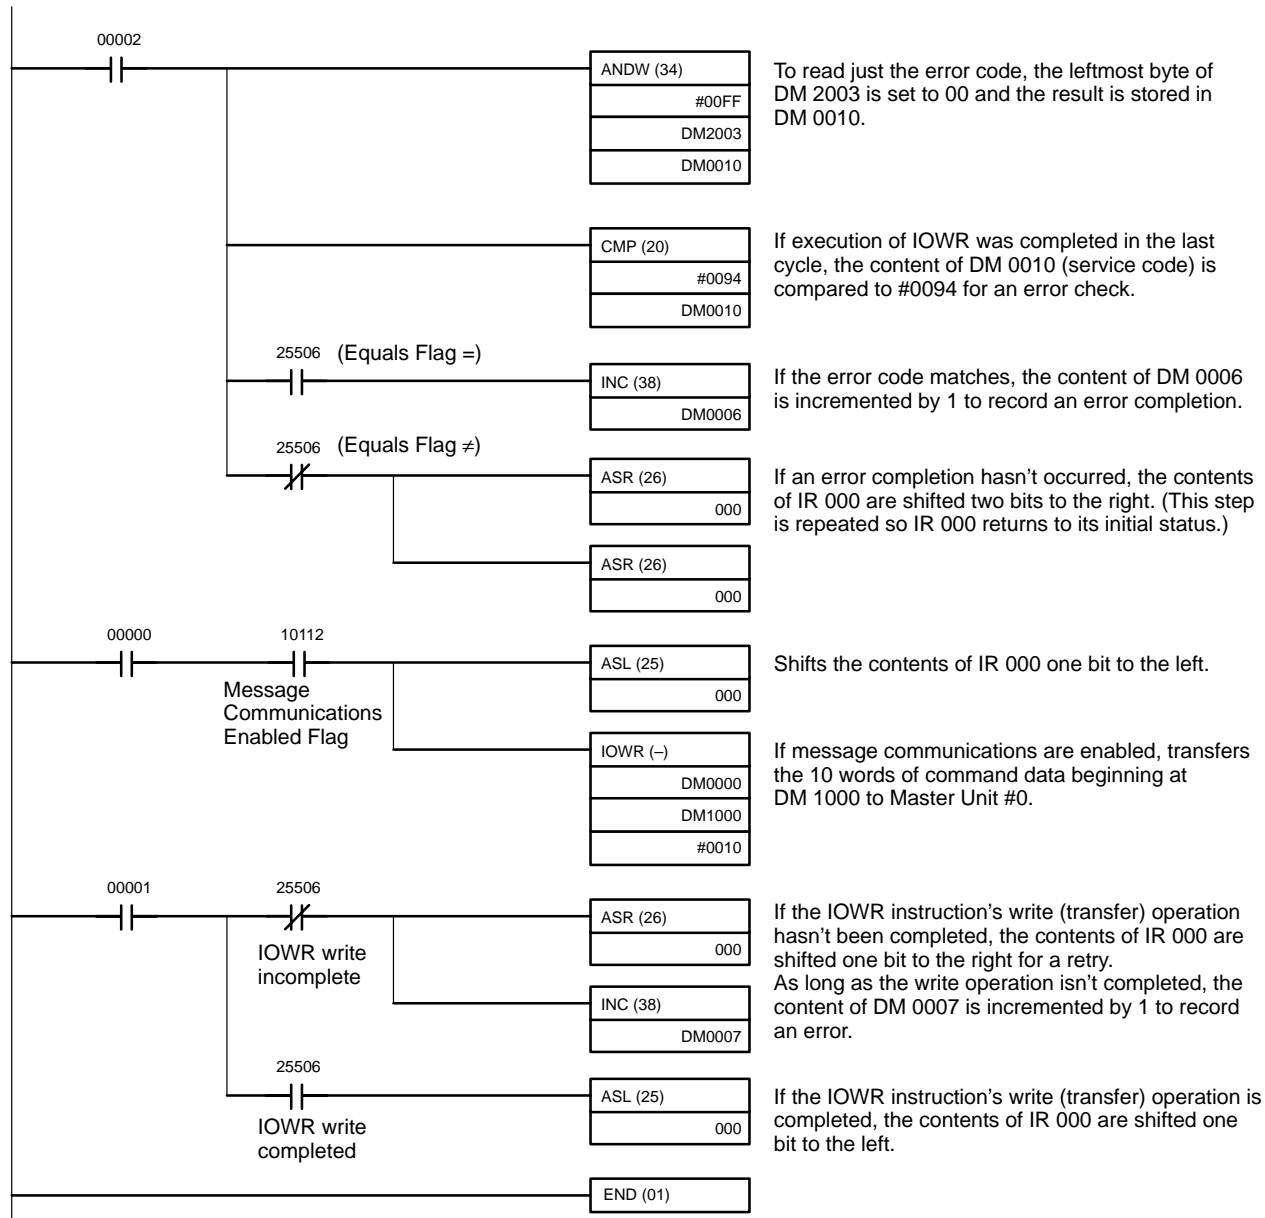 00002
ANDW (34)
#00FF
DM2003
DM0010
To read just the error code, the leftmost byte of
DM 2003 is set to 00 and the result is stored in
DM 0010.
CMP (20)
#0094
DM0010
If execution of IOWR was completed in the last
cycle, the content of DM 0010 (service code) is
compared to #0094 for an error check.
25506 (Equals Flag =)
INC (38)
DM0006
If the error code matches, the content of DM 0006
is incremented by 1 to record an error completion.
25506 (Equals Flag ≠)
ASR (26)
000
If an error completion hasn't occurred, the contents
of IR 000 are shifted two bits to the right. (This step
is repeated so IR 000 returns to its initial status.)
ASR (26)
000
00000
10112
Message
Communications
Enabled Flag
ASL (25)
000
Shifts the contents of IR 000 one bit to the left.
IOWR (–)
DM0000
DM1000
#0010
If message communications are enabled, transfers
the 10 words of command data beginning at
DM 1000 to Master Unit #0.
00001
25506
IOWR write
incomplete
ASR (26)
000
If the IOWR instruction's write (transfer) operation
hasn't been completed, the contents of IR 000 are
shifted one bit to the right for a retry.
INC (38)
DM0007
As long as the write operation isn't completed, the
content of DM 0007 is incremented by 1 to record
an error.
25506
IOWR write
completed
ASL (25)
000
If the IOWR instruction's write (transfer) operation is
completed, the contents of IR 000 are shifted one
bit to the left.
END (01)